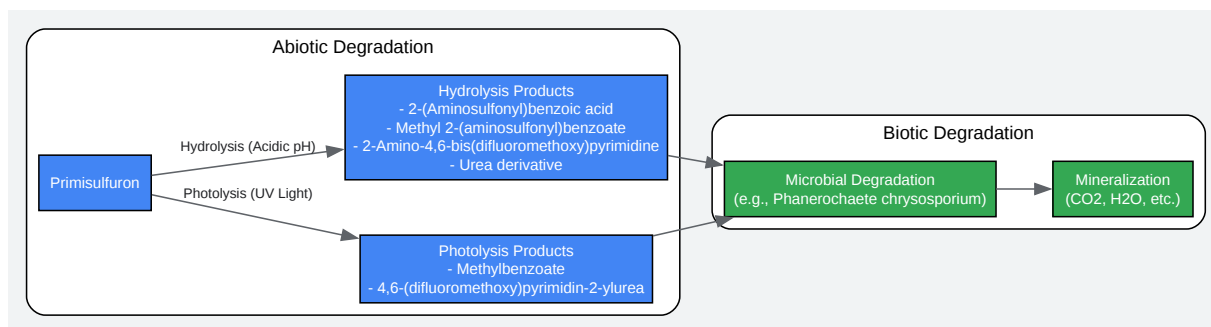 Abiotic Degradation
Primisulfuron
Hydrolysis (Acidic pH)
Photolysis (UV Light)
Hydrolysis Products
- 2-(Aminosulfonyl)benzoic acid
- Methyl 2-(aminosulfonyl)benzoate
- 2-Amino-4,6-bis(difluoromethoxy)pyrimidine
- Urea derivative
Photolysis Products
- Methylbenzoate
- 4,6-(difluoromethoxy)pyrimidin-2-ylurea
Biotic Degradation
Microbial Degradation
(e.g., Phanerochaete chrysosporium)
Mineralization
(CO2, H2O, etc.)